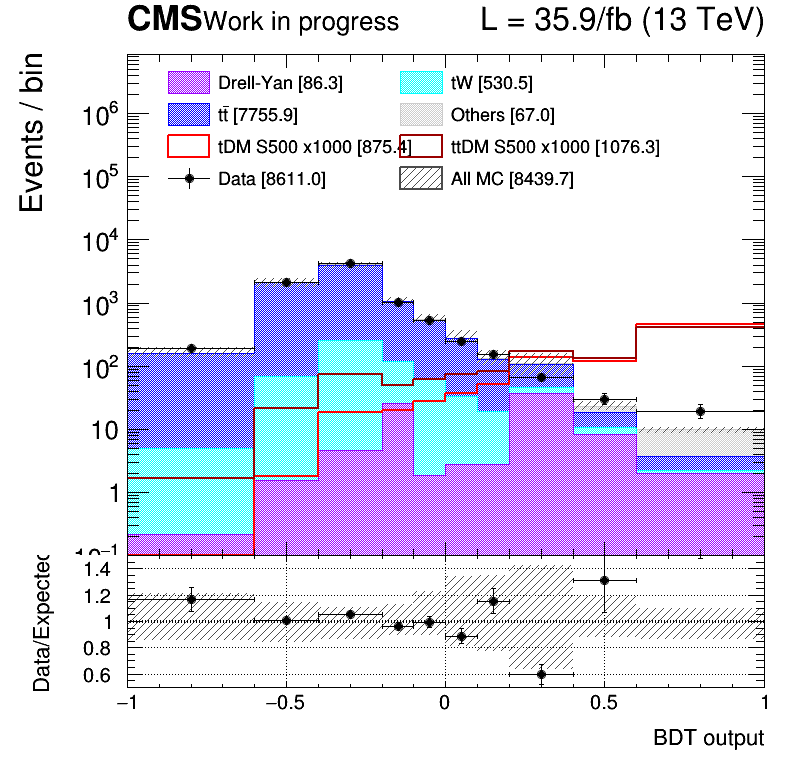 CMS Work in progress L = 35.9/fb (13 TeV)
Events / bin
Drell-Yan [86.3] tW [530.5]
tt̄ [7755.9] Others [67.0]
tDM S500 x1000 [875.4] ttDM S500 x1000 [1076.3]
Data [8611.0] All MC [8439.7]
10⁶
10⁵
10⁴
10³
10²
10
1
10⁻¹
Data/Expected
1.4
1.2
1
0.8
0.6
−1 −0.5 0 0.5 1
BDT output